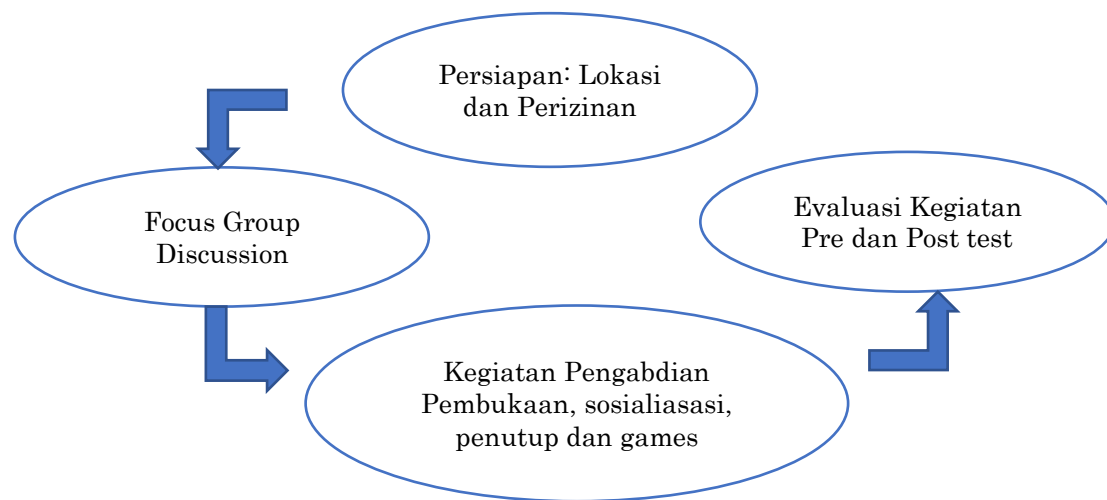 Persiapan: Lokasi
dan Perizinan
Focus Group
Discussion
Kegiatan Pengabdian
Pembukaan, sosialiasasi,
penutup dan games
Evaluasi Kegiatan
Pre dan Post test